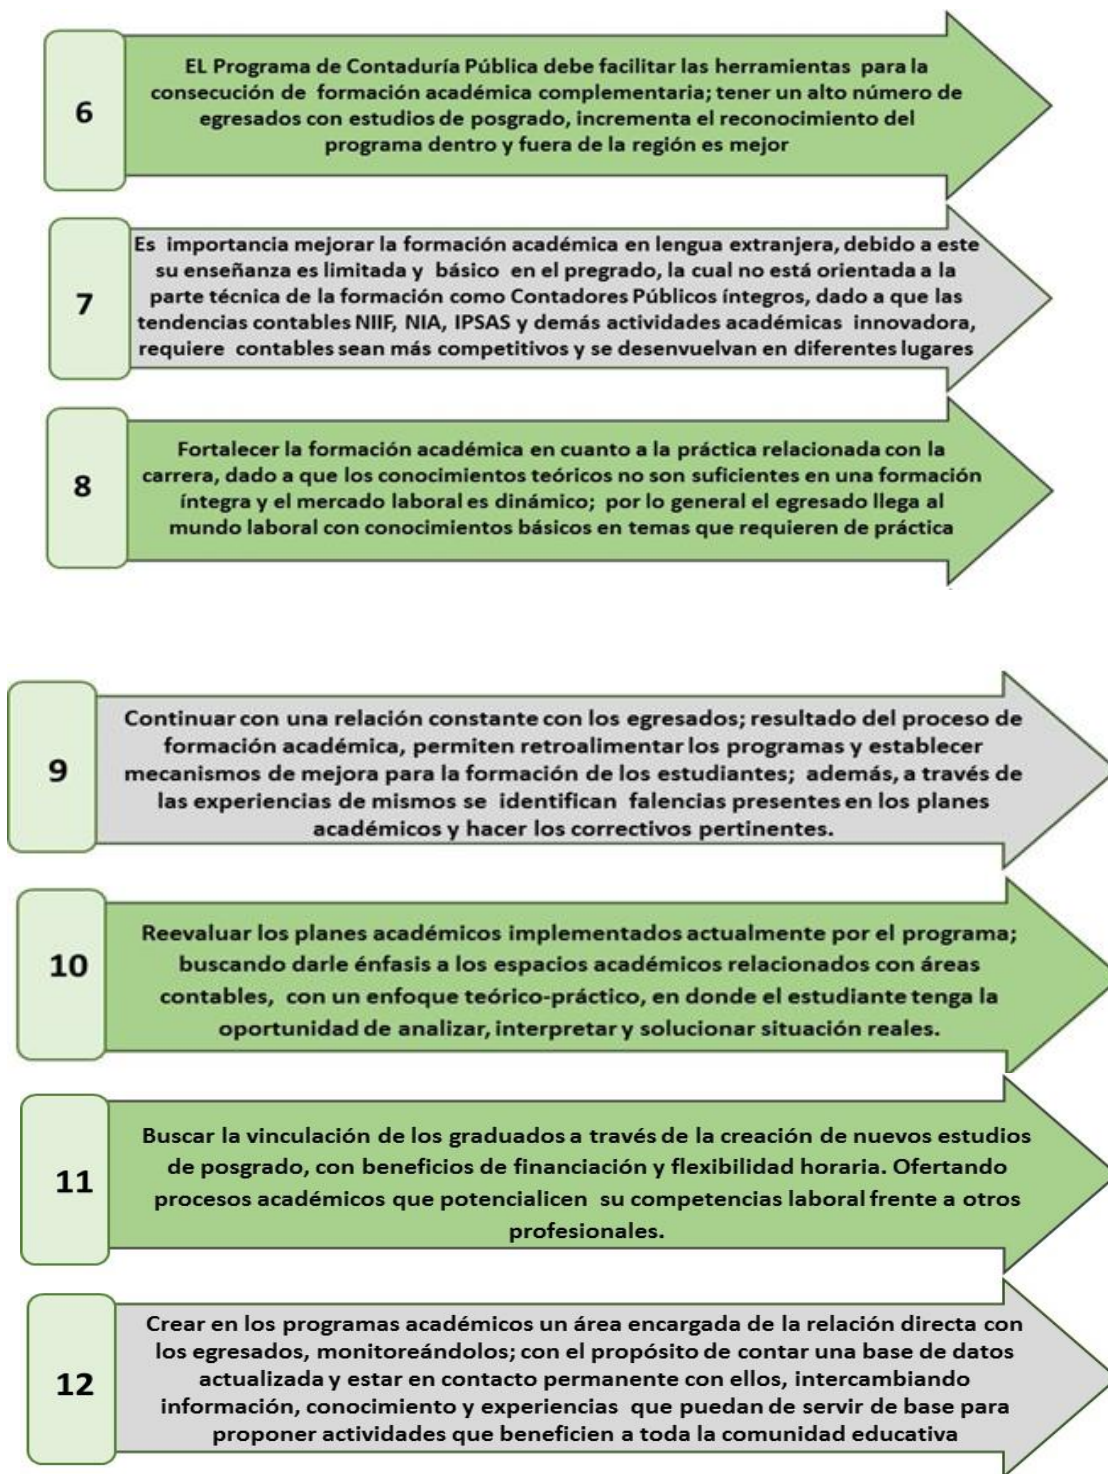 6
EL Programa de Contaduría Pública debe facilitar las herramientas para la
consecución de formación académica complementaria; tener un alto número de
egresados con estudios de posgrado, incrementa el reconocimiento del
programa dentro y fuera de la región es mejor
7
Es importancia mejorar la formación académica en lengua extranjera, debido a este
su enseñanza es limitada y básico en el pregrado, la cual no está orientada a la
parte técnica de la formación como Contadores Públicos íntegros, dado a que las
tendencias contables NIIF, NIA, IPSAS y demás actividades académicas innovadora,
requiere contables sean más competitivos y se desenvuelvan en diferentes lugares
8
Fortalecer la formación académica en cuanto a la práctica relacionada con la
carrera, dado a que los conocimientos teóricos no son suficientes en una formación
íntegra y el mercado laboral es dinámico; por lo general el egresado llega al
mundo laboral con conocimientos básicos en temas que requieren de práctica
9
Continuar con una relación constante con los egresados; resultado del proceso de
formación académica, permiten retroalimentar los programas y establecer
mecanismos de mejora para la formación de los estudiantes; además, a través de
las experiencias de mismos se identifican falencias presentes en los planes
académicos y hacer los correctivos pertinentes.
10
Reevaluar los planes académicos implementados actualmente por el programa;
buscando darle énfasis a los espacios académicos relacionados con áreas
contables, con un enfoque teórico-práctico, en donde el estudiante tenga la
oportunidad de analizar, interpretar y solucionar situación reales.
11
Buscar la vinculación de los graduados a través de la creación de nuevos estudios
de posgrado, con beneficios de financiación y flexibilidad horaria. Ofertando
procesos académicos que potencialicen su competencias laboral frente a otros
profesionales.
12
Crear en los programas académicos un área encargada de la relación directa con
los egresados, monitoreándolos; con el propósito de contar una base de datos
actualizada y estar en contacto permanente con ellos, intercambiando
información, conocimiento y experiencias que puedan de servir de base para
proponer actividades que beneficien a toda la comunidad educativa